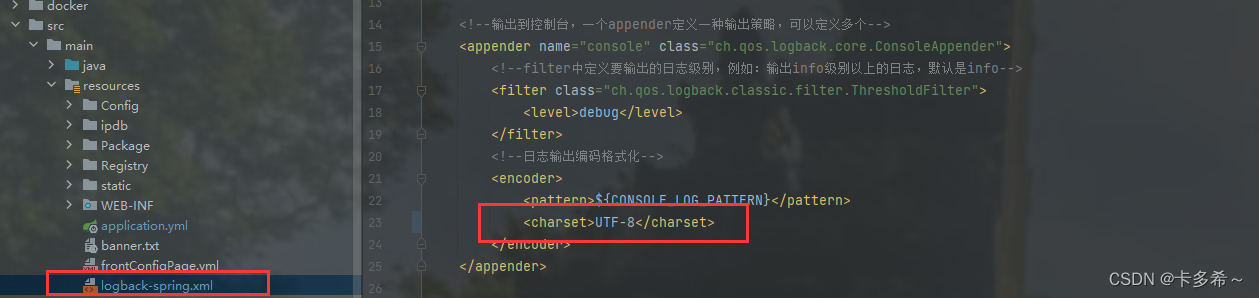 docker
src
main
java
resources
Config
ipdb
Package
Registry
static
WEB-INF
application.yml
banner.txt
frontConfigPage.yml
logback-spring.xml
13
14 <!--输出到控制台，一个appender定义一种输出策略，可以定义多个-->
15 <appender name="console" class="ch.qos.logback.core.ConsoleAppender">
16 <!--filter中定义要输出的日志级别，例如：输出info级别以上的日志，默认是info-->
17 <filter class="ch.qos.logback.classic.filter.ThresholdFilter">
18 <level>debug</level>
19 </filter>
20 <!--日志输出编码格式化-->
21 <encoder>
22 <pattern>${CONSOLE_LOG_PATTERN}</pattern>
23 <charset>UTF-8</charset>
24 </encoder>
25 </appender>
26
CSDN @卡多希～